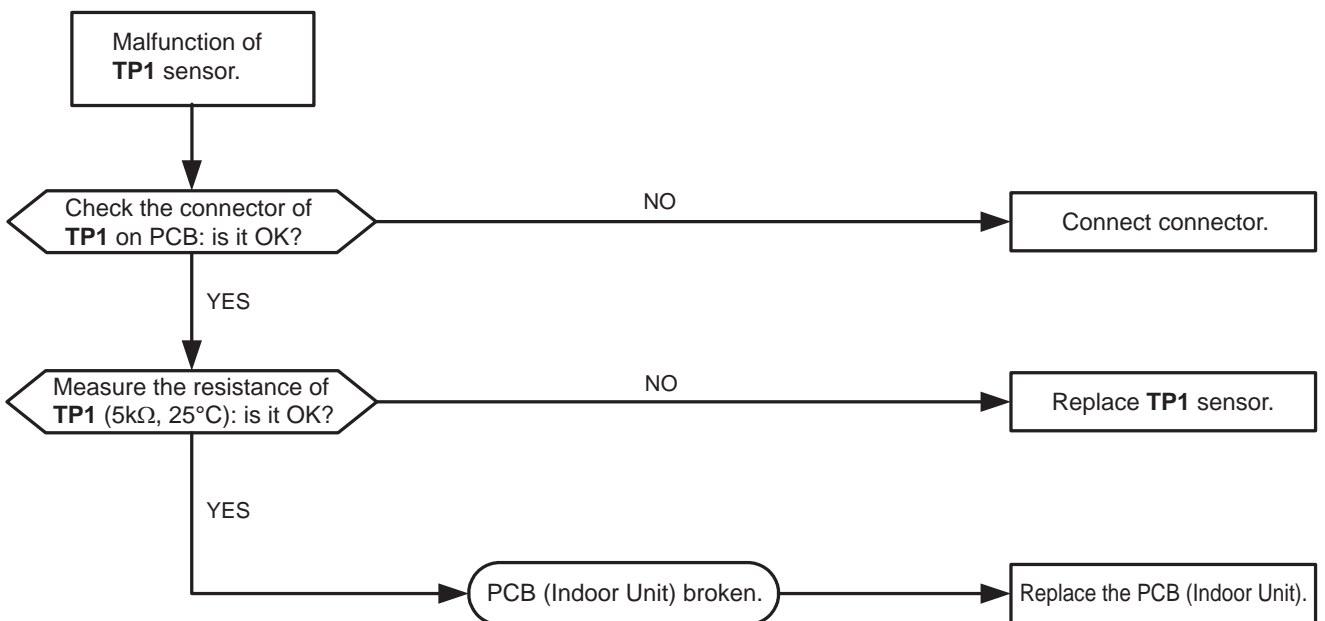 Malfunction of
TP1 sensor.
Check the connector of
TP1 on PCB: is it OK?
NO
Connect connector.
YES
Measure the resistance of
TP1 (5kΩ, 25°C): is it OK?
NO
Replace TP1 sensor.
YES
PCB (Indoor Unit) broken.
Replace the PCB (Indoor Unit).